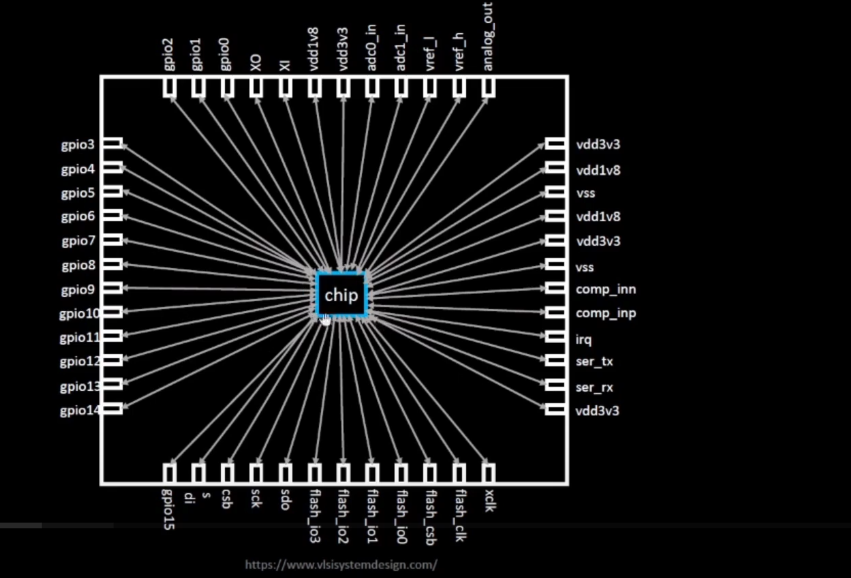 gpio2
gpio1
gpio0
XO
XI
vdd1v8
vdd3v3
adc0_in
adc1_in
vref_l
vref_h
analog_out
gpio3
gpio4
gpio5
gpio6
gpio7
gpio8
gpio9
gpio10
gpio11
gpio12
gpio13
gpio14
chip
vdd3v3
vdd1v8
vss
vdd1v8
vdd3v3
vss
comp_inn
comp_inp
irq
ser_tx
ser_rx
vdd3v3
gpio15
s
di
csb
sck
sdo
flash_io3
flash_io2
flash_io1
flash_io0
flash_csb
flash_clk
xclk
https://www.vlsisystemdesign.com/